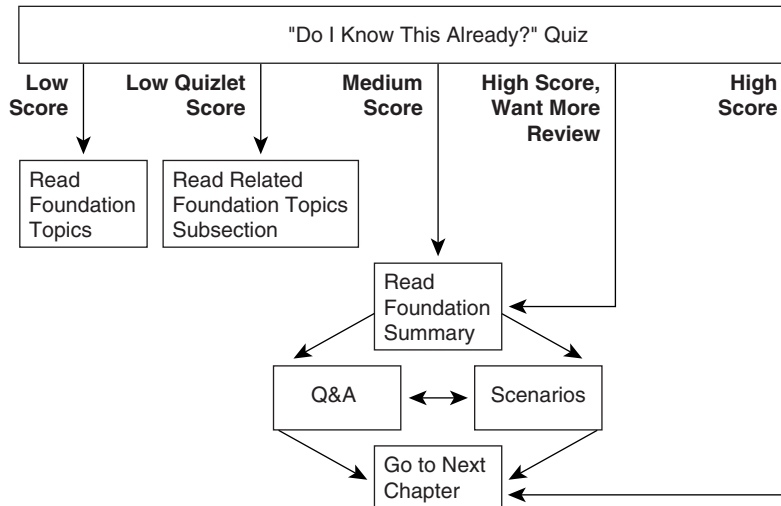 "Do I Know This Already?" Quiz
Low
Score
Low Quizlet
Score
Medium
Score
High Score,
Want More
Review
High
Score
Read
Foundation
Topics
Read Related
Foundation Topics
Subsection
Read
Foundation
Summary
Q&A
Scenarios
Go to Next
Chapter